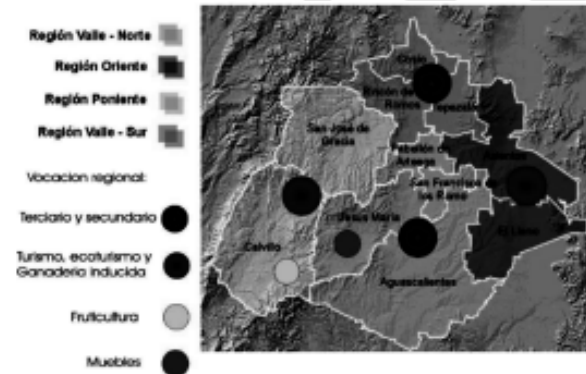 Región Valle - Norte
Región Oriente
Región Poniente
Región Valle - Sur
Vocacion regional:
Terciario y secundario
Turismo, ecoturismo y
Ganadería inducida
Fruticultura
Muebles
Cosío
Rincón de
Romos
Tepezalá
San José de
Gracia
Pabellón de
Arteaga
Asientos
San Francisco de
los Romo
Jesús María
El Llano
Calvillo
Aguascalientes